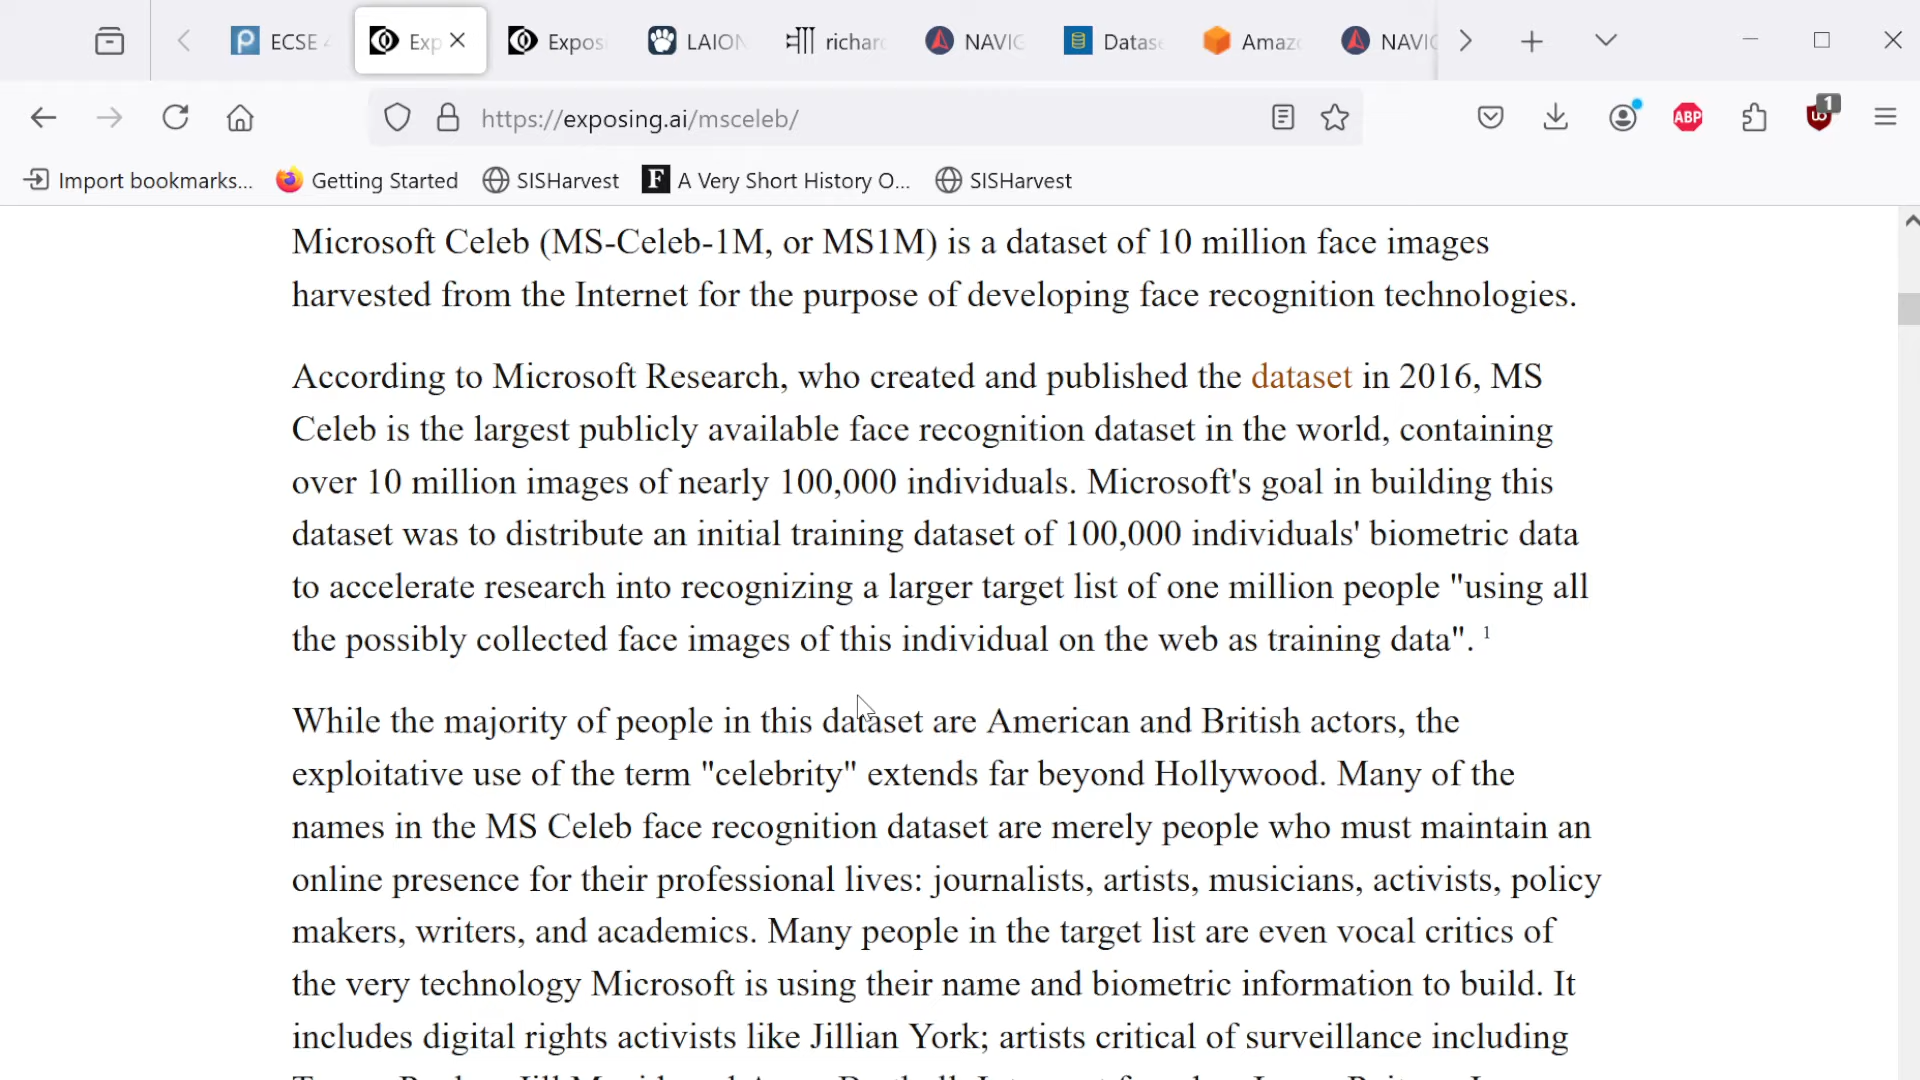 ECSE 4
Exp
Expos
LAION
richar
NAVIG
Datase
Amazo
NAVIG
https://exposing.ai/msceleb/
ABP
1
Import bookmarks...
Getting Started
SISHarvest
F
A Very Short History O...
SISHarvest
Microsoft Celeb (MS-Celeb-1M, or MS1M) is a dataset of 10 million face images
harvested from the Internet for the purpose of developing face recognition technologies.
According to Microsoft Research, who created and published the dataset in 2016, MS
Celeb is the largest publicly available face recognition dataset in the world, containing
over 10 million images of nearly 100,000 individuals. Microsoft's goal in building this
dataset was to distribute an initial training dataset of 100,000 individuals' biometric data
to accelerate research into recognizing a larger target list of one million people "using all
the possibly collected face images of this individual on the web as training data". 1
While the majority of people in this dataset are American and British actors, the
exploitative use of the term "celebrity" extends far beyond Hollywood. Many of the
names in the MS Celeb face recognition dataset are merely people who must maintain an
online presence for their professional lives: journalists, artists, musicians, activists, policy
makers, writers, and academics. Many people in the target list are even vocal critics of
the very technology Microsoft is using their name and biometric information to build. It
includes digital rights activists like Jillian York; artists critical of surveillance including